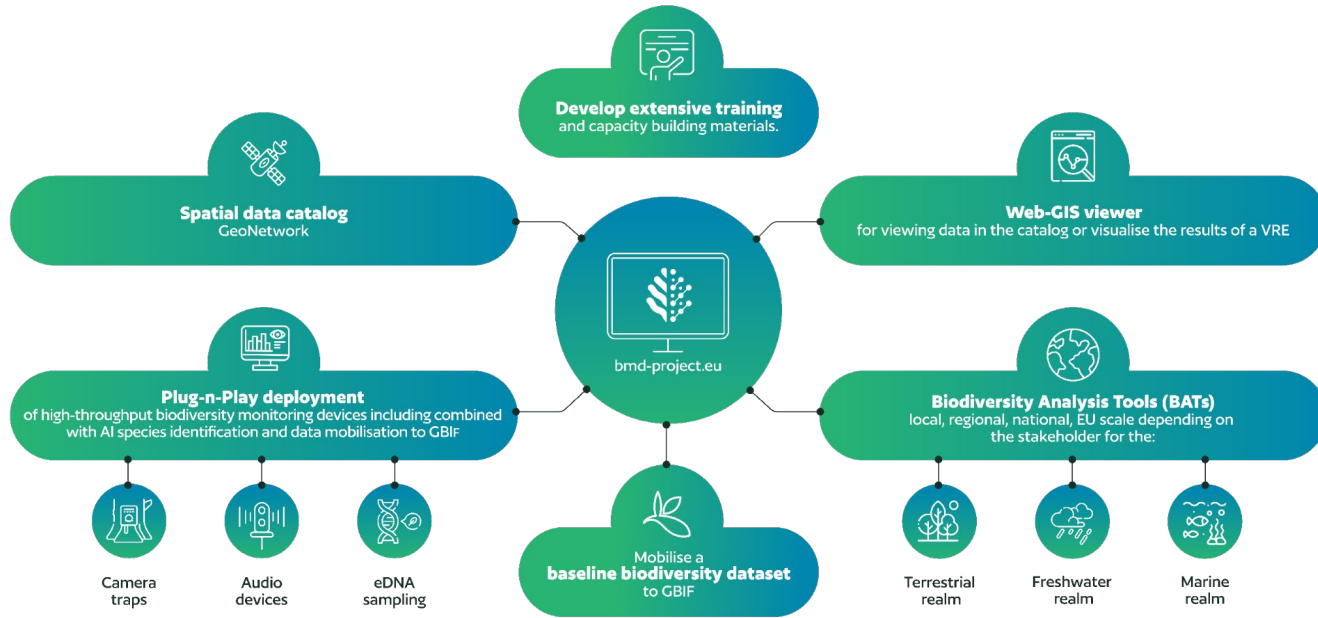 Develop extensive training
and capacity building materials.
Spatial data catalog
GeoNetwork
Web-GIS viewer
for viewing data in the catalog or visualise the results of a VRE
bmd-project.eu
Plug-n-Play deployment
of high-throughput biodiversity monitoring devices including combined
with AI species identification and data mobilisation to GBIF
Biodiversity Analysis Tools (BATs)
local, regional, national, EU scale depending on
the stakeholder for the:
Camera
traps
Audio
devices
eDNA
sampling
Mobilise a
baseline biodiversity dataset
to GBIF
Terrestrial
realm
Freshwater
realm
Marine
realm